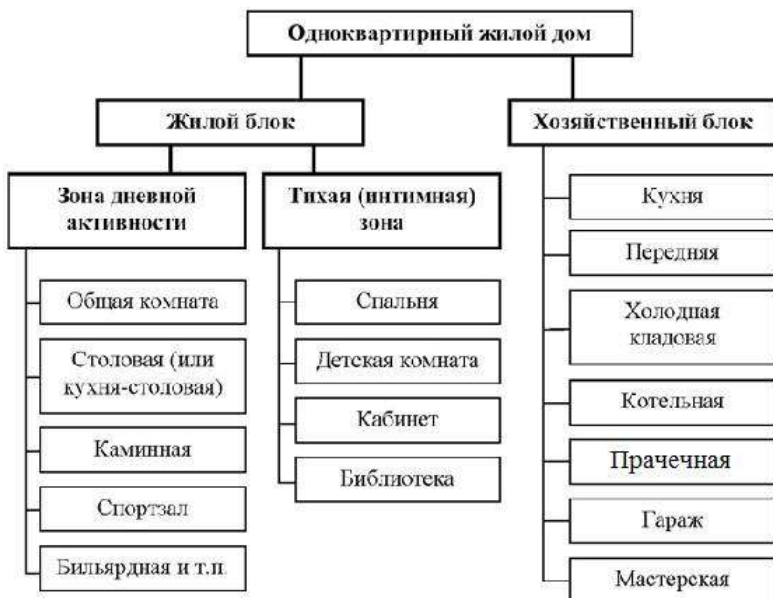 Одноквартирный жилой дом
Жилой блок
Хозяйственный блок
Зона дневной
активности
Тихая (интимная)
зона
Общая комната
Столовая (или
кухня-столовая)
Каминная
Спортзал
Бильярдная и т.п.
Спальня
Детская комната
Кабинет
Библиотека
Кухня
Передняя
Холодная
кладовая
Котельная
Прачечная
Гараж
Мастерская